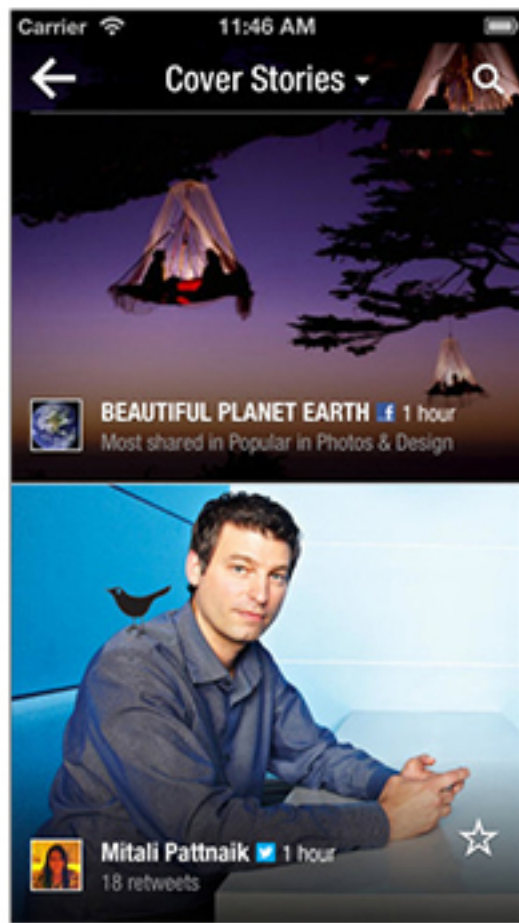 Carrier 11:46 AM
Cover Stories
BEAUTIFUL PLANET EARTH f 1 hour
Most shared in Popular in Photos & Design
Mitali Pattnaik 1 hour
18 retweets